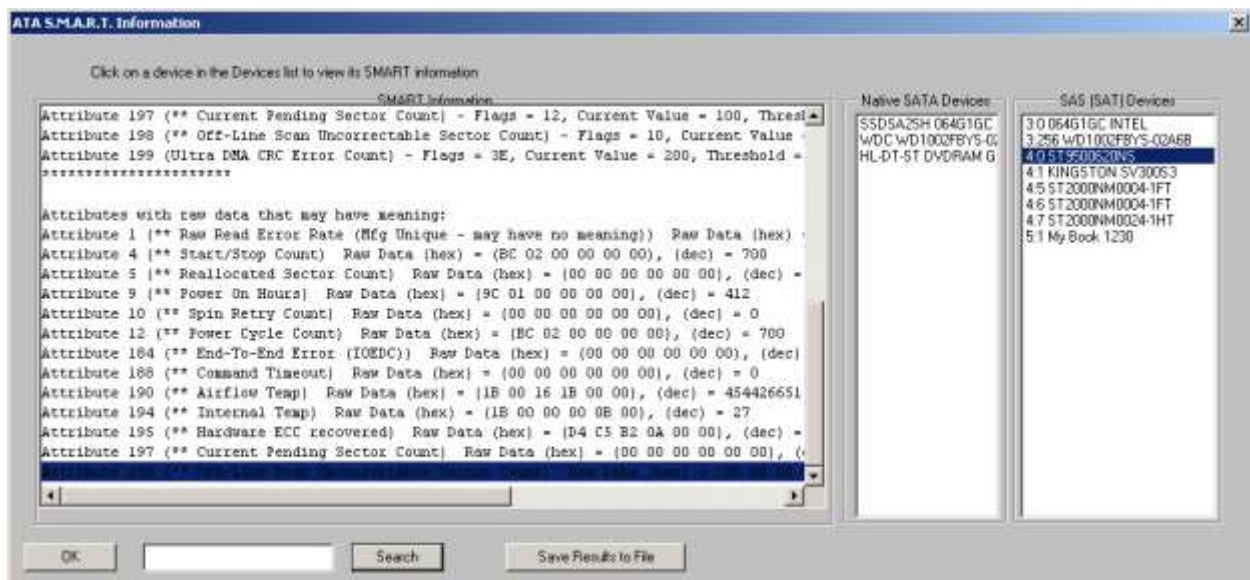 ATA S.M.A.R.T. Information
Click on a device in the Devices list to view its SMART information
SMART Information
Attribute 197 (** Current Pending Sector Count) - Flags = 12, Current Value = 100, Thresl
Attribute 198 (** Off-Line Scan Uncorrectable Sector Count) - Flags = 10, Current Value
Attribute 199 (Ultra DMA CRC Error Count) - Flags = 3E, Current Value = 200, Threshold =
**********************
Attributes with raw data that may have meaning:
Attribute 1 (** Raw Read Error Rate (Mfg Unique - may have no meaning)) Raw Data (hex)
Attribute 4 (** Start/Stop Count) Raw Data (hex) = (BC 02 00 00 00 00), (dec) = 700
Attribute 5 (** Reallocated Sector Count) Raw Data (hex) = (00 00 00 00 00 00), (dec) =
Attribute 9 (** Power On Hours) Raw Data (hex) = (9C 01 00 00 00 00), (dec) = 412
Attribute 10 (** Spin Retry Count) Raw Data (hex) = (00 00 00 00 00 00), (dec) = 0
Attribute 12 (** Power Cycle Count) Raw Data (hex) = (BC 02 00 00 00 00), (dec) = 700
Attribute 184 (** End-To-End Error (IOEDC)) Raw Data (hex) = (00 00 00 00 00 00), (dec)
Attribute 188 (** Command Timeout) Raw Data (hex) = (00 00 00 00 00 00), (dec) = 0
Attribute 190 (** Airflow Temp) Raw Data (hex) = (1B 00 16 1B 00 00), (dec) = 454426651
Attribute 194 (** Internal Temp) Raw Data (hex) = (1B 00 00 00 0B 00), (dec) = 27
Attribute 195 (** Hardware ECC recovered) Raw Data (hex) = (D4 C5 B2 0A 00 00), (dec) =
Attribute 197 (** Current Pending Sector Count) Raw Data (hex) = (00 00 00 00 00 00), (
Native SATA Devices
SSDSA2SH 064G1GC
WDC WD1002FBYS-02
HL-DT-ST DVDRAM G
SAS (SAT) Devices
3:0 064G1GC INTEL
3:256 WD1002FBYS-02A6B
4:0 ST9500620NS
4:1 KINGSTON SV300S3
4:5 ST2000NM0004-1FT
4:6 ST2000NM0004-1FT
4:7 ST2000NM0024-1HT
5:1 My Book 1230
OK
Search
Save Results to File